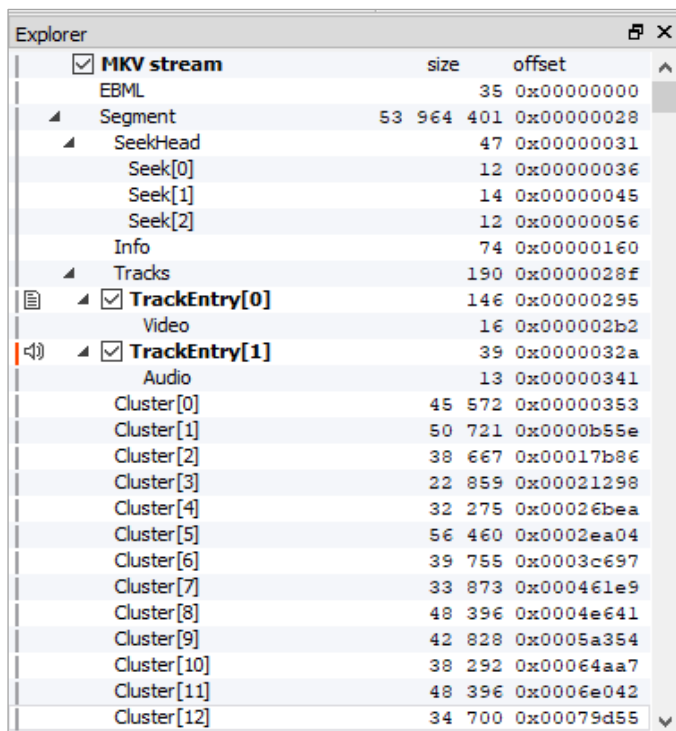 Explorer
MKV stream size offset
EBML 35 0x00000000
Segment 53 964 401 0x00000028
SeekHead 47 0x00000031
Seek[0] 12 0x00000036
Seek[1] 14 0x00000045
Seek[2] 12 0x00000056
Info 74 0x00000160
Tracks 190 0x0000028f
TrackEntry[0] 146 0x00000295
Video 16 0x000002b2
TrackEntry[1] 39 0x0000032a
Audio 13 0x00000341
Cluster[0] 45 572 0x00000353
Cluster[1] 50 721 0x0000b55e
Cluster[2] 38 667 0x00017b86
Cluster[3] 22 859 0x00021298
Cluster[4] 32 275 0x00026bea
Cluster[5] 56 460 0x0002ea04
Cluster[6] 39 755 0x0003c697
Cluster[7] 33 873 0x000461e9
Cluster[8] 48 396 0x0004e641
Cluster[9] 42 828 0x0005a354
Cluster[10] 38 292 0x00064aa7
Cluster[11] 48 396 0x0006e042
Cluster[12] 34 700 0x00079d55